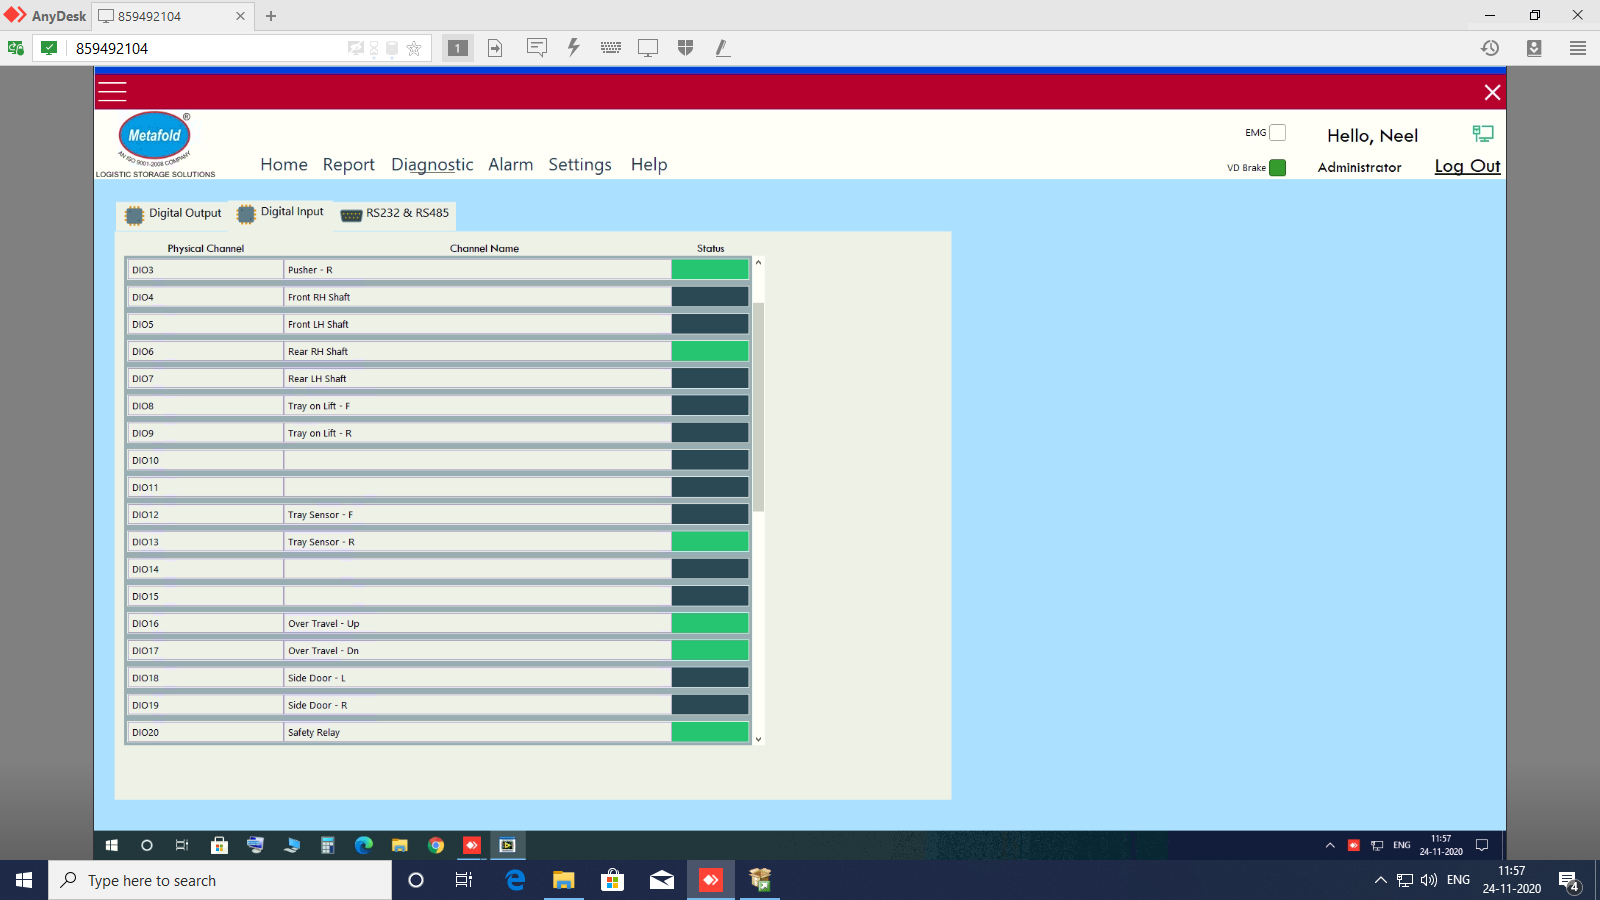 AnyDesk
859492104
859492104
1
Metafold
®
AN ISO 9001-2008 COMPANY
LOGISTIC STORAGE SOLUTIONS
Home Report Diagnostic Alarm Settings Help
EMG
Hello, Neel
VD Brake
Administrator
Log Out
Digital Output Digital Input RS232 & RS485
Physical Channel Channel Name Status
DIO3 Pusher - R
DIO4 Front RH Shaft
DIO5 Front LH Shaft
DIO6 Rear RH Shaft
DIO7 Rear LH Shaft
DIO8 Tray on Lift - F
DIO9 Tray on Lift - R
DIO10
DIO11
DIO12 Tray Sensor - F
DIO13 Tray Sensor - R
DIO14
DIO15
DIO16 Over Travel - Up
DIO17 Over Travel - Dn
DIO18 Side Door - L
DIO19 Side Door - R
DIO20 Safety Relay
ENG
11:57
24-11-2020
Type here to search
ENG
11:57
24-11-2020
4